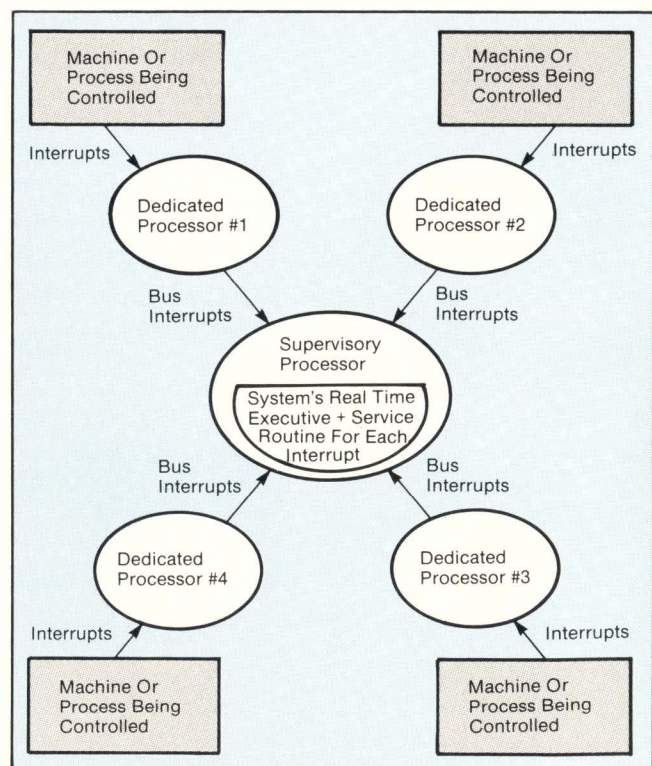 Machine Or
Process Being
Controlled
Machine Or
Process Being
Controlled
Interrupts
Interrupts
Dedicated
Processor #1
Dedicated
Processor #2
Bus
Interrupts
Bus
Interrupts
Supervisory
Processor
System's Real Time
Executive + Service
Routine For Each
Interrupt
Bus
Interrupts
Bus
Interrupts
Dedicated
Processor #4
Dedicated
Processor #3
Interrupts
Interrupts
Machine Or
Process Being
Controlled
Machine Or
Process Being
Controlled